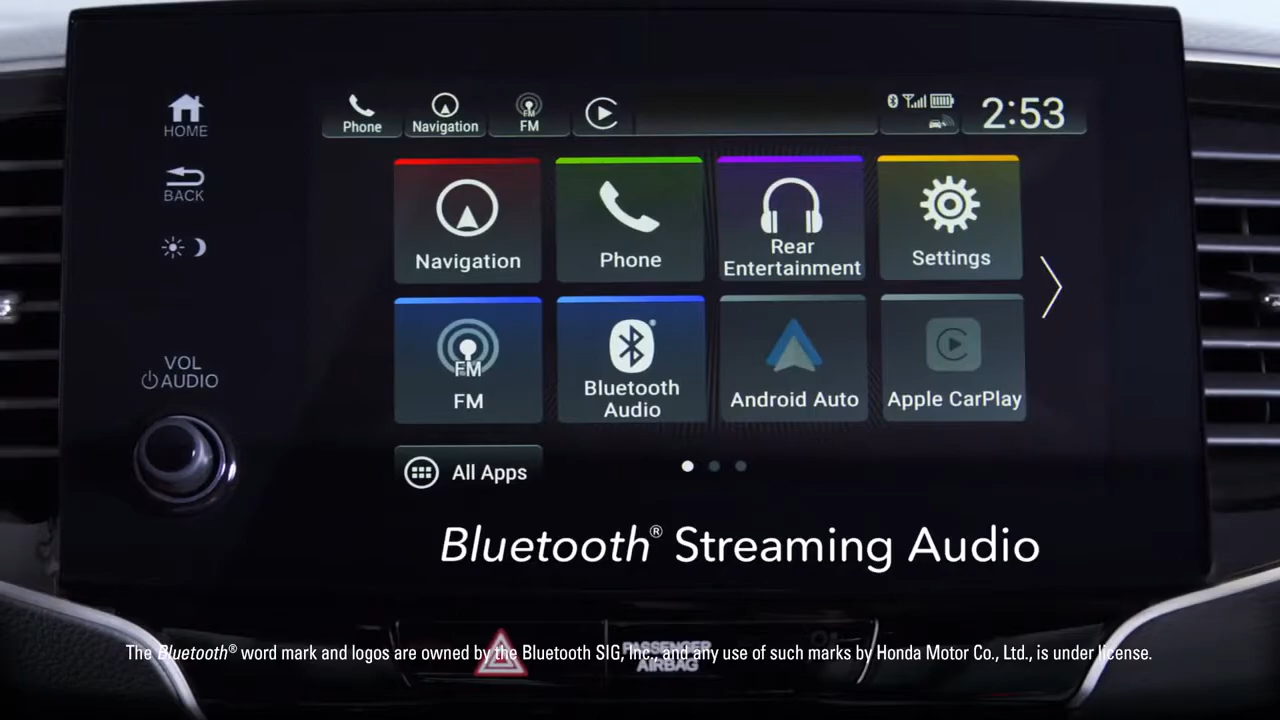 HOME
BACK
VOL
AUDIO
Phone
Navigation
FM
FM
2:53
Navigation
Phone
Rear
Entertainment
Settings
FM
FM
Bluetooth
Audio
Android Auto
Apple CarPlay
All Apps
Bluetooth® Streaming Audio
PASSENGER
AIRBAG
The Bluetooth® word mark and logos are owned by the Bluetooth SIG, Inc., and any use of such marks by Honda Motor Co., Ltd., is under license.